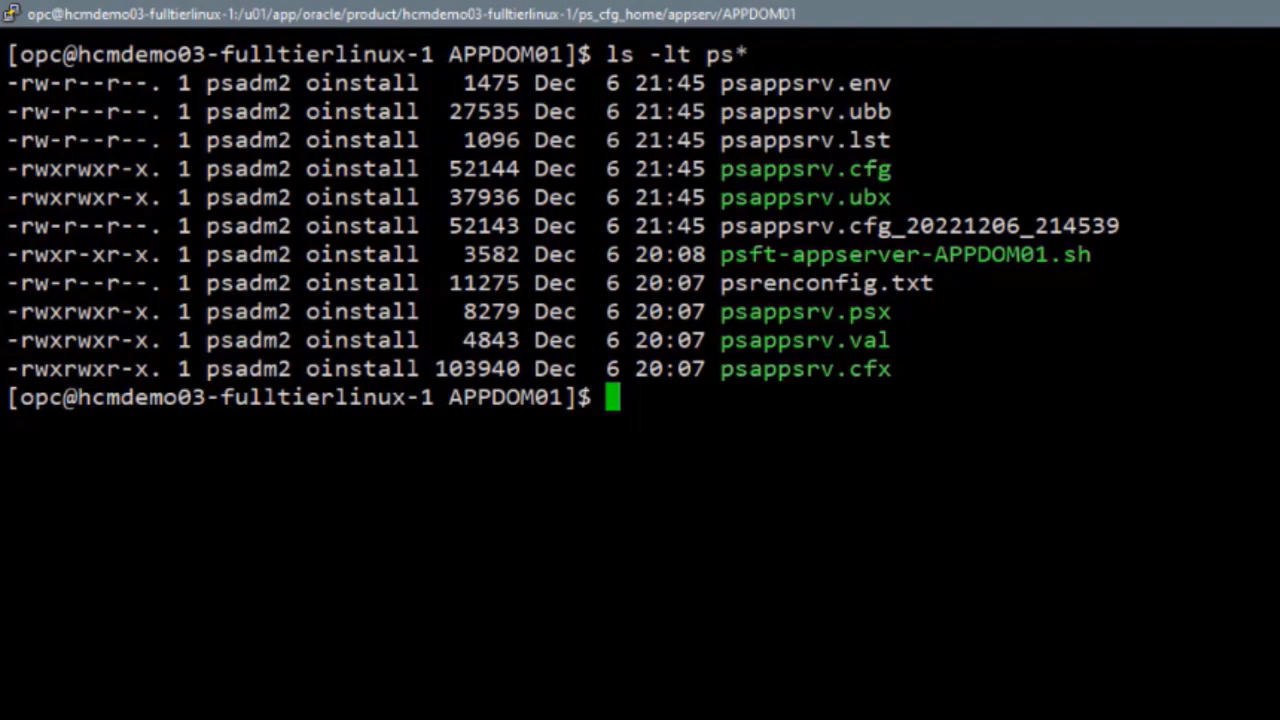 opc@hcmdemo03-fulltierlinux-1:/u01/app/oracle/product/hcmdemo03-fulltierlinux-1/ps_cfg_home/appserv/APPDOM01
[opc@hcmdemo03-fulltierlinux-1 APPDOM01]$ ls -lt ps*
-rw-r--r--. 1 psadm2 oinstall   1475 Dec  6 21:45 psappsrv.env
-rw-r--r--. 1 psadm2 oinstall  27535 Dec  6 21:45 psappsrv.ubb
-rw-r--r--. 1 psadm2 oinstall   1096 Dec  6 21:45 psappsrv.lst
-rwxrwxr-x. 1 psadm2 oinstall  52144 Dec  6 21:45 psappsrv.cfg
-rwxrwxr-x. 1 psadm2 oinstall  37936 Dec  6 21:45 psappsrv.ubx
-rw-r--r--. 1 psadm2 oinstall  52143 Dec  6 21:45 psappsrv.cfg_20221206_214539
-rwxr-xr-x. 1 psadm2 oinstall   3582 Dec  6 20:08 psft-appserver-APPDOM01.sh
-rw-r--r--. 1 psadm2 oinstall  11275 Dec  6 20:07 psrenconfig.txt
-rwxrwxr-x. 1 psadm2 oinstall   8279 Dec  6 20:07 psappsrv.psx
-rwxrwxr-x. 1 psadm2 oinstall   4843 Dec  6 20:07 psappsrv.val
-rwxrwxr-x. 1 psadm2 oinstall 103940 Dec  6 20:07 psappsrv.cfx
[opc@hcmdemo03-fulltierlinux-1 APPDOM01]$